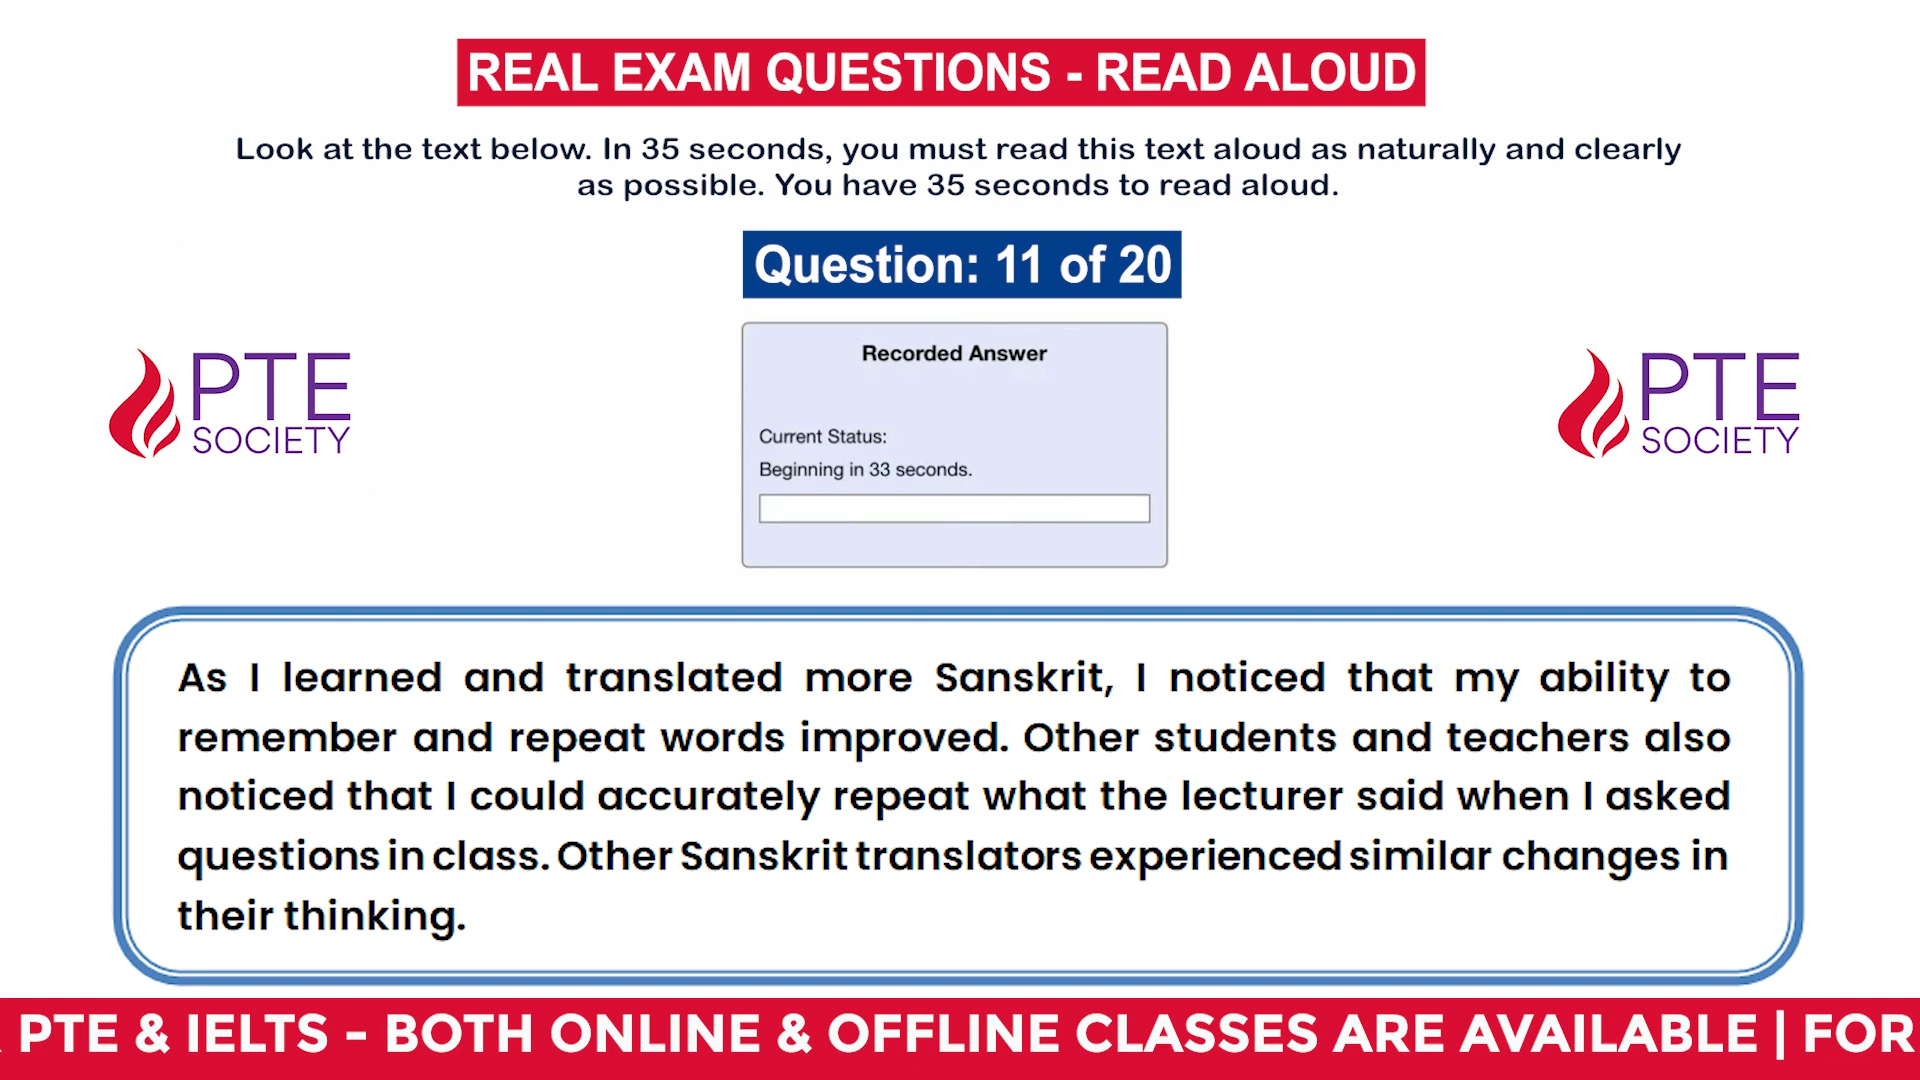 REAL EXAM QUESTIONS - READ ALOUD
Look at the text below. In 35 seconds, you must read this text aloud as naturally and clearly
as possible. You have 35 seconds to read aloud.
Question: 11 of 20
PTE
SOCIETY
PTE
SOCIETY
Recorded Answer
Current Status:
Beginning in 33 seconds.
As I learned and translated more Sanskrit, I noticed that my ability to
remember and repeat words improved. Other students and teachers also
noticed that I could accurately repeat what the lecturer said when I asked
questions in class. Other Sanskrit translators experienced similar changes in
their thinking.
PTE & IELTS - BOTH ONLINE & OFFLINE CLASSES ARE AVAILABLE | FOR